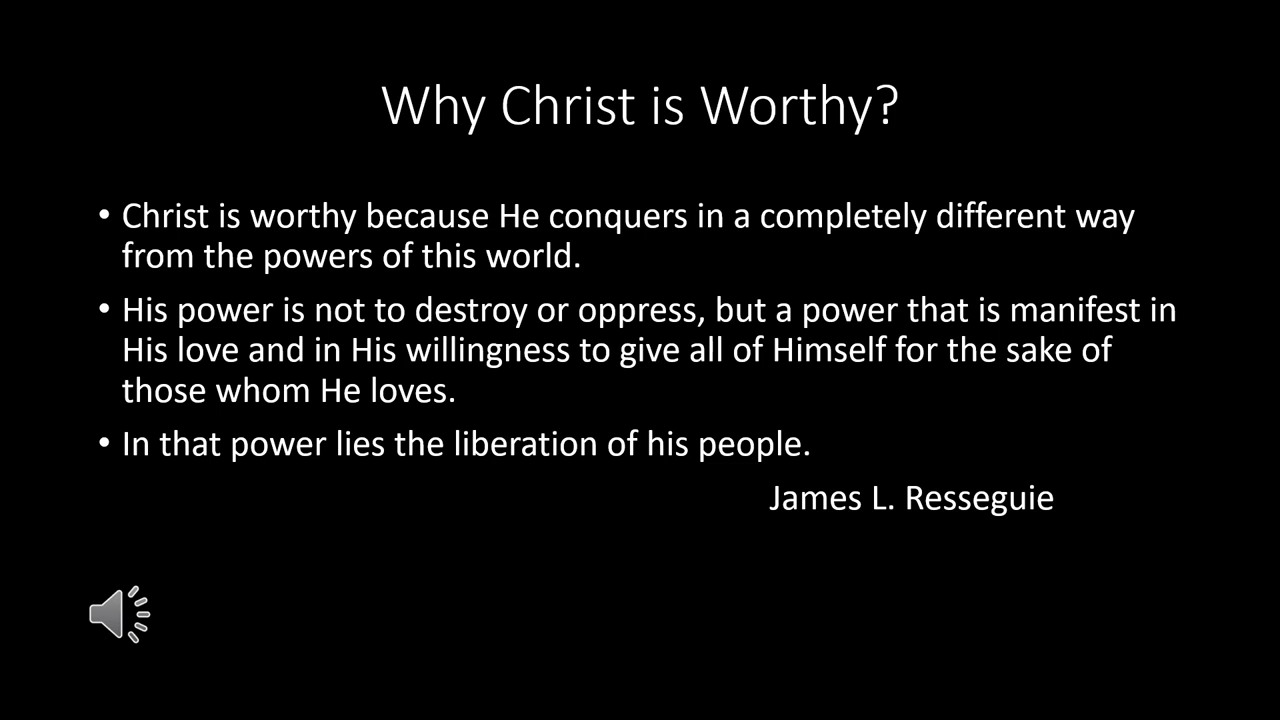 Why Christ is Worthy?
• Christ is worthy because He conquers in a completely different way
from the powers of this world.
• His power is not to destroy or oppress, but a power that is manifest in
His love and in His willingness to give all of Himself for the sake of
those whom He loves.
• In that power lies the liberation of his people.
James L. Resseguie